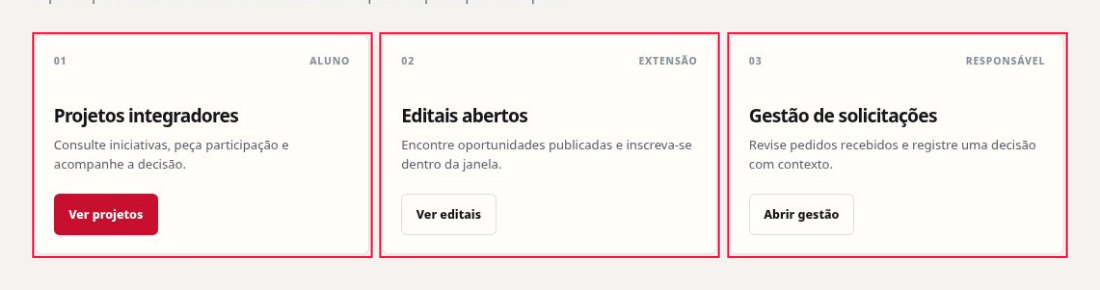 01
ALUNO
Projetos integradores
Consulte iniciativas, peça participação e
acompanhe a decisão.
Ver projetos
02
EXTENSÃO
Editais abertos
Encontre oportunidades publicadas e inscreva-se
dentro da janela.
Ver editais
03
RESPONSÁVEL
Gestão de solicitações
Revise pedidos recebidos e registre uma decisão
com contexto.
Abrir gestão